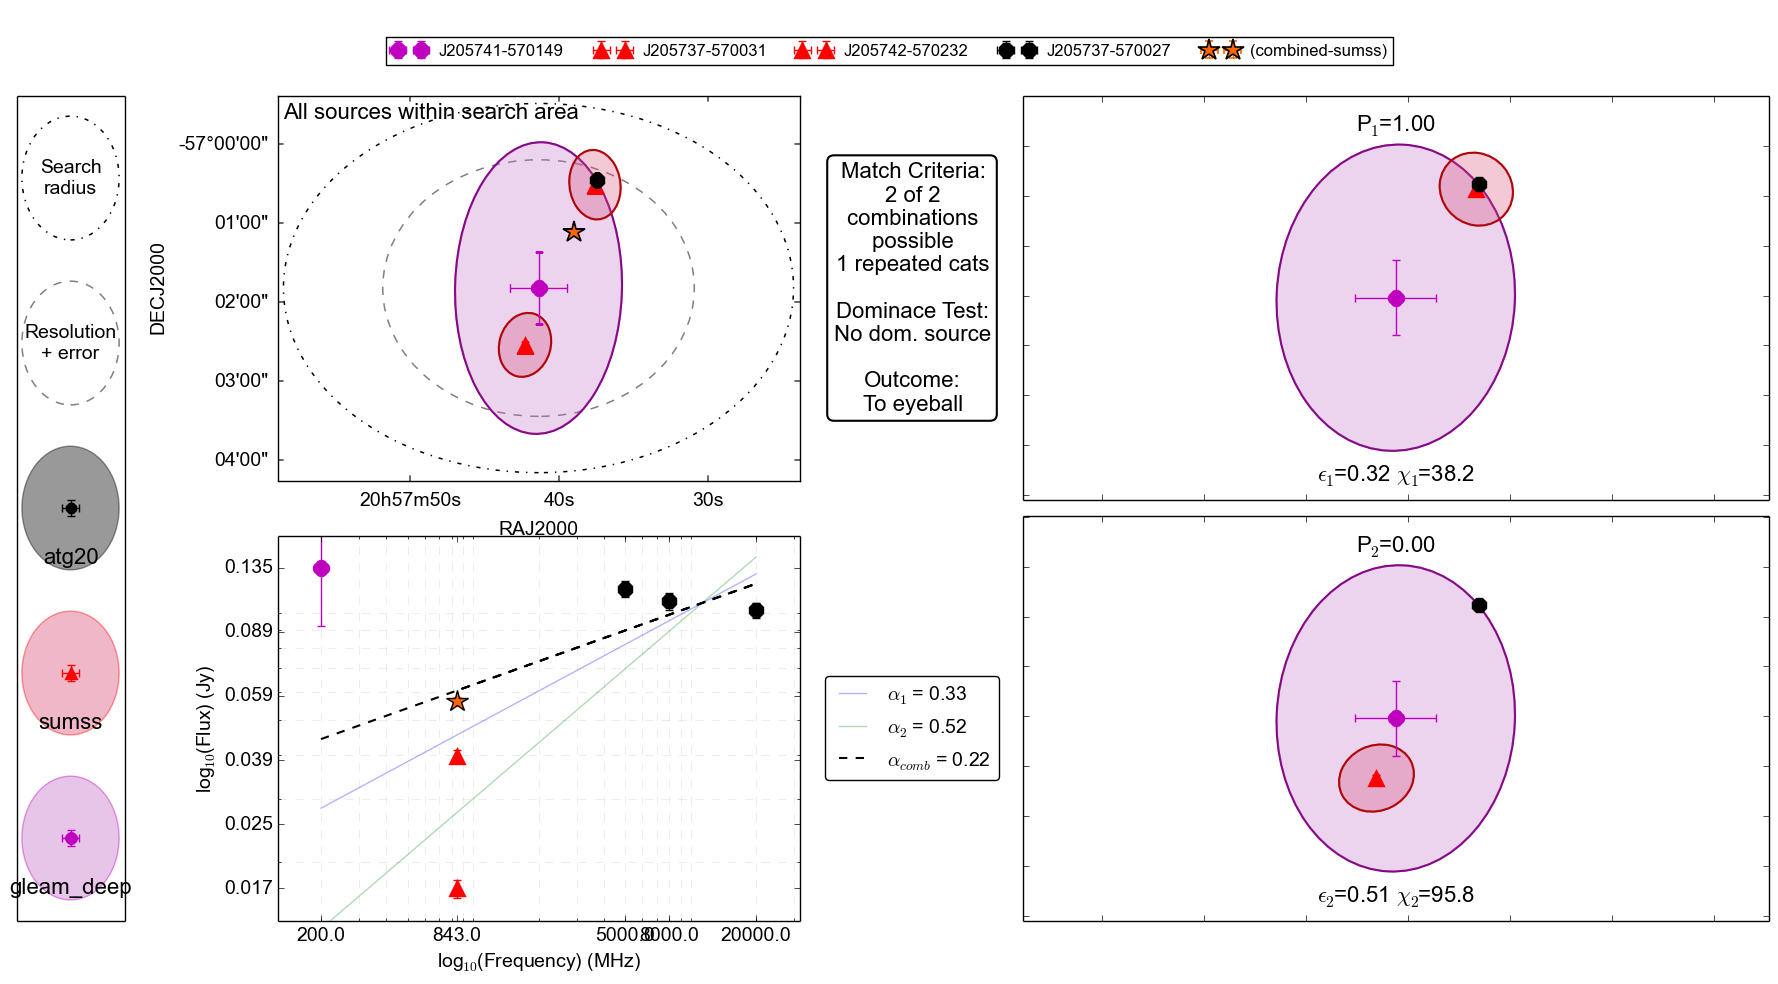 J205741-570149 J205737-570031 J205742-570232 J205737-570027 (combined-sumss)
Search
radius
Resolution
+ error
atg20
sumss
gleam_deep
All sources within search area
DECJ2000
-57°00'00"
01'00"
02'00"
03'00"
04'00"
20h57m50s 40s 30s
RAJ2000
Match Criteria:
2 of 2
combinations
possible
1 repeated cats
Dominace Test:
No dom. source
Outcome:
To eyeball
P1=1.00
ϵ1=0.32 χ1=38.2
P2=0.00
ϵ2=0.51 χ2=95.8
log10(Flux) (Jy)
0.135
0.089
0.059
0.039
0.025
0.017
200.0 843.0 5000.0 8000.0 20000.0
log10(Frequency) (MHz)
α1 = 0.33
α2 = 0.52
αcomb = 0.22